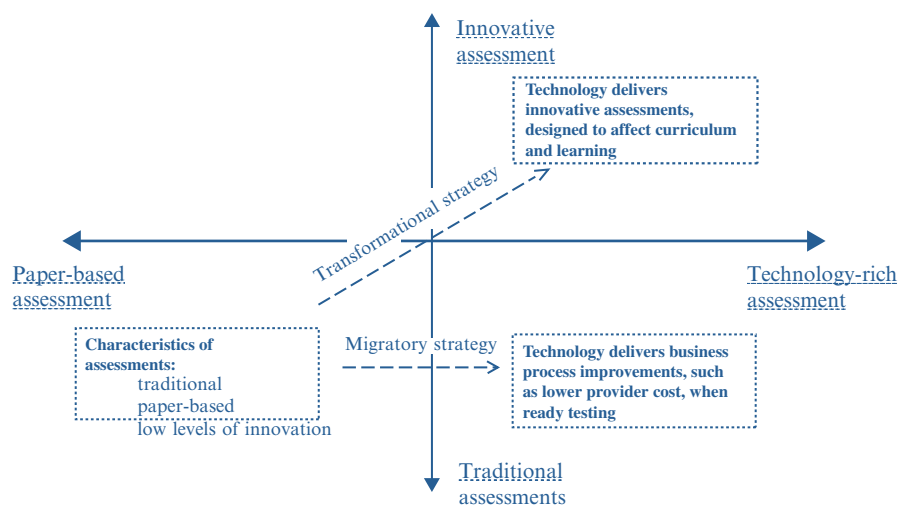 Innovative
assessment
Technology delivers
innovative assessments,
designed to affect curriculum
and learning
Transformational strategy
Paper-based
assessment
Technology-rich
assessment
Characteristics of
assessments:
traditional
paper-based
low levels of innovation
Migratory strategy
Technology delivers business
process improvements, such
as lower provider cost, when
ready testing
Traditional
assessments